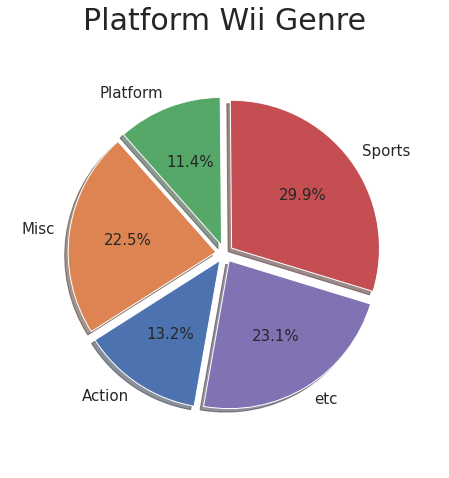 Platform Wii Genre
Platform
11.4%
Sports
29.9%
Misc
22.5%
13.2%
23.1%
Action
etc